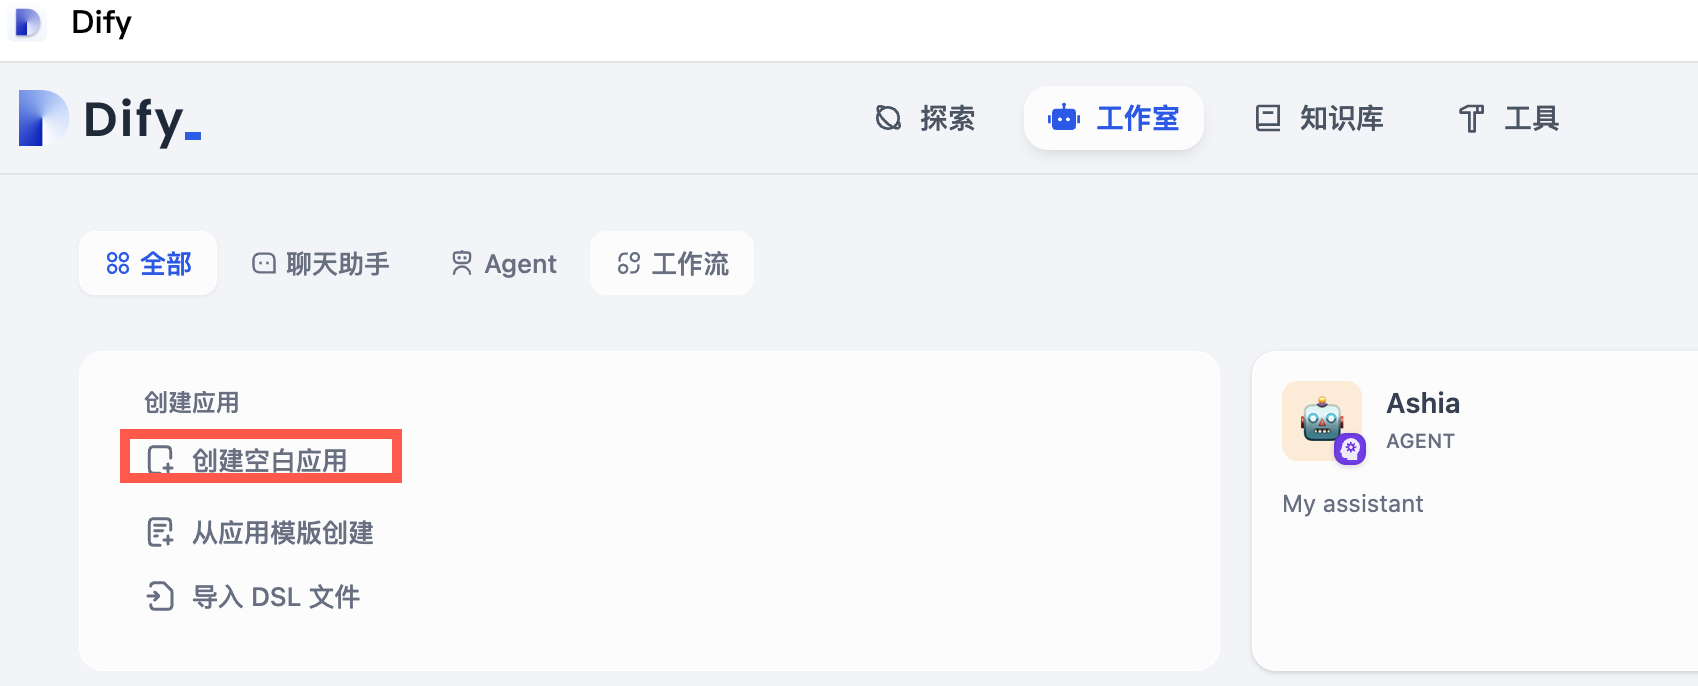 Dify
Dify_
探索
工作室
知识库
工具
全部
聊天助手
Agent
工作流
创建应用
创建空白应用
从应用模版创建
导入 DSL 文件
Ashia
AGENT
My assistant